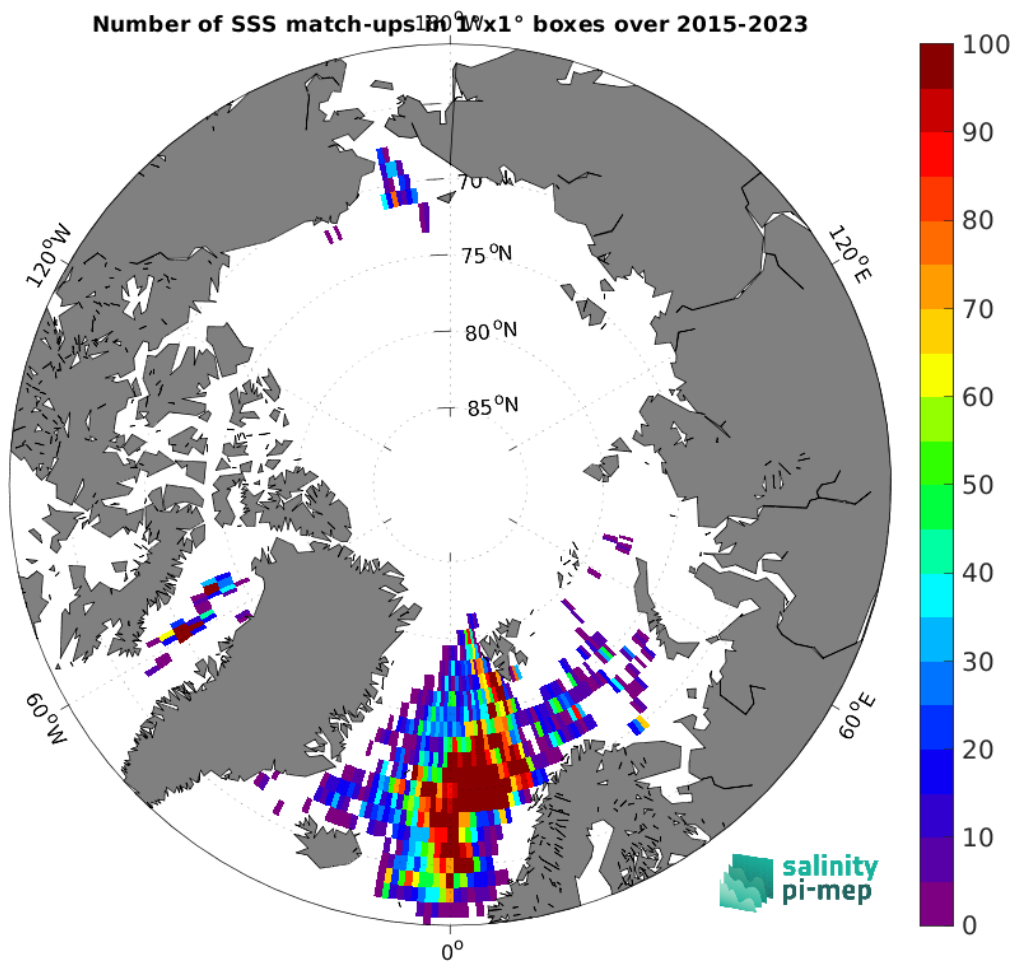 Number of SSS match-ups in 1°x1° boxes over 2015-2023
180°W
120°W
120°E
70°N
75°N
80°N
85°N
60°W
60°E
0°
100
90
80
70
60
50
40
30
20
10
0
salinity
pi-mep